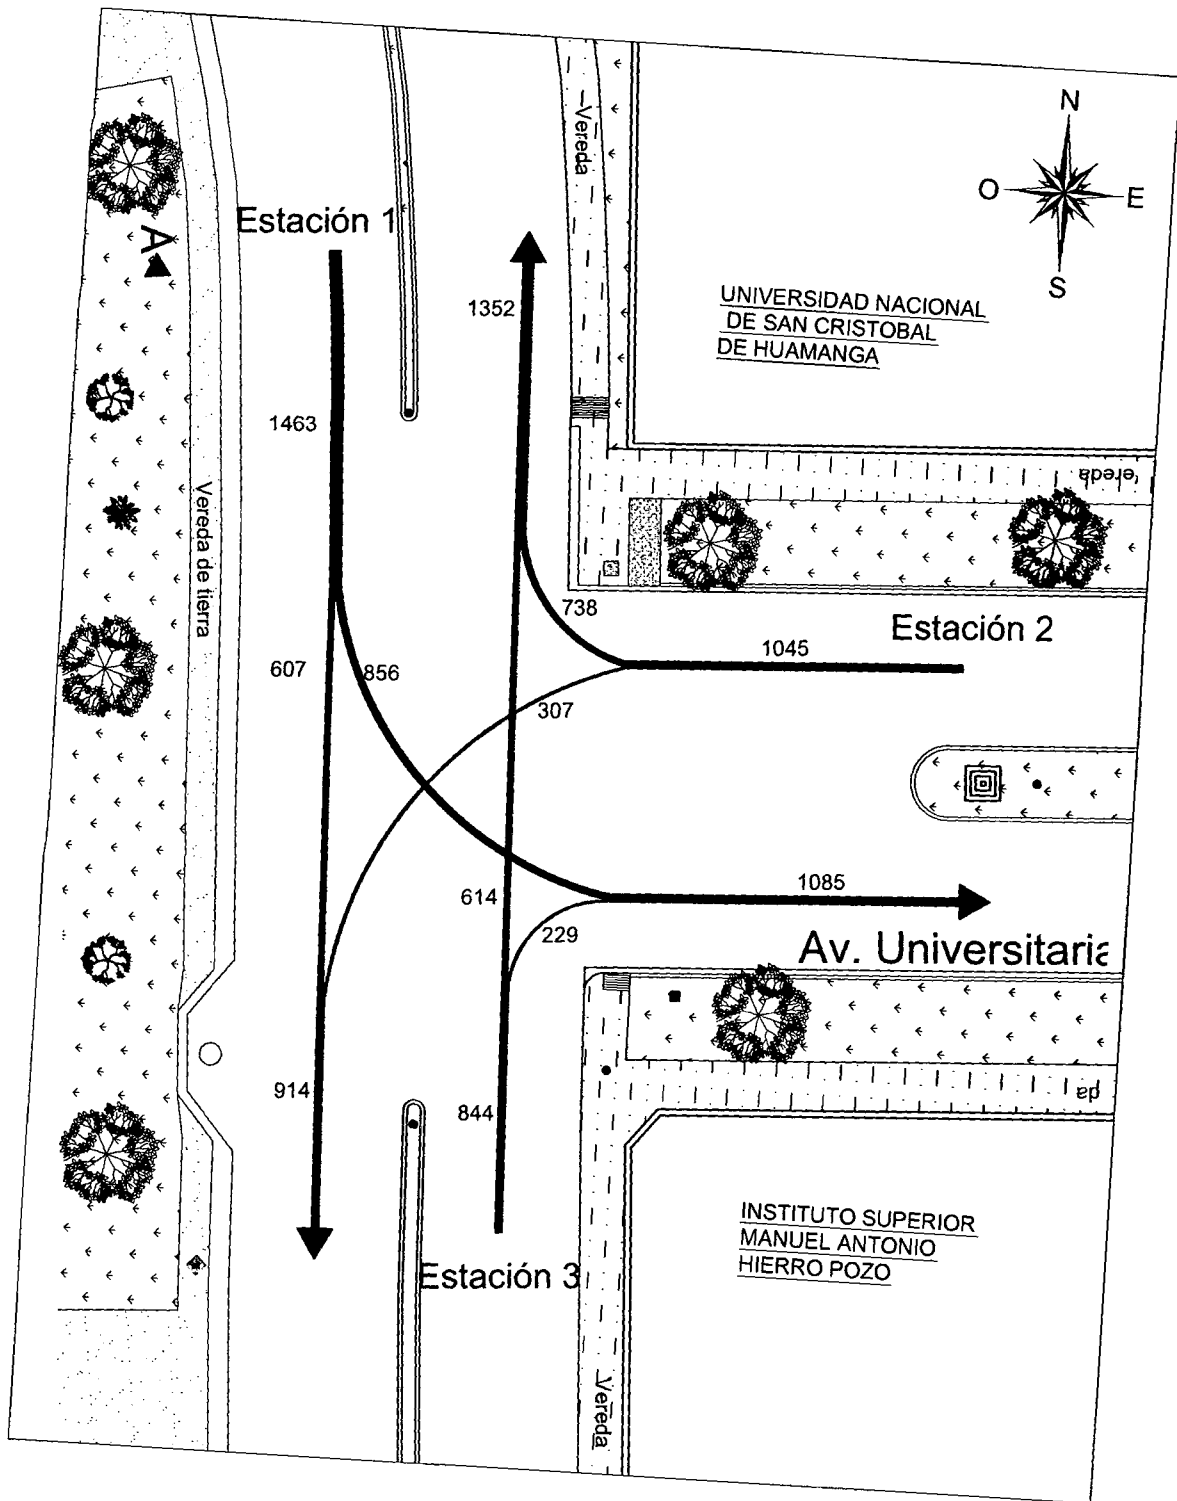 N
O
E
S
Vereda
Estación 1
A
1352
UNIVERSIDAD NACIONAL
DE SAN CRISTOBAL
DE HUAMANGA
1463
Vereda de tierra
ereda
738
Estación 2
1045
607
856
307
1085
614
229
Av. Universitaria
914
844
da
INSTITUTO SUPERIOR
MANUEL ANTONIO
HIERRO POZO
Estación 3
Vereda